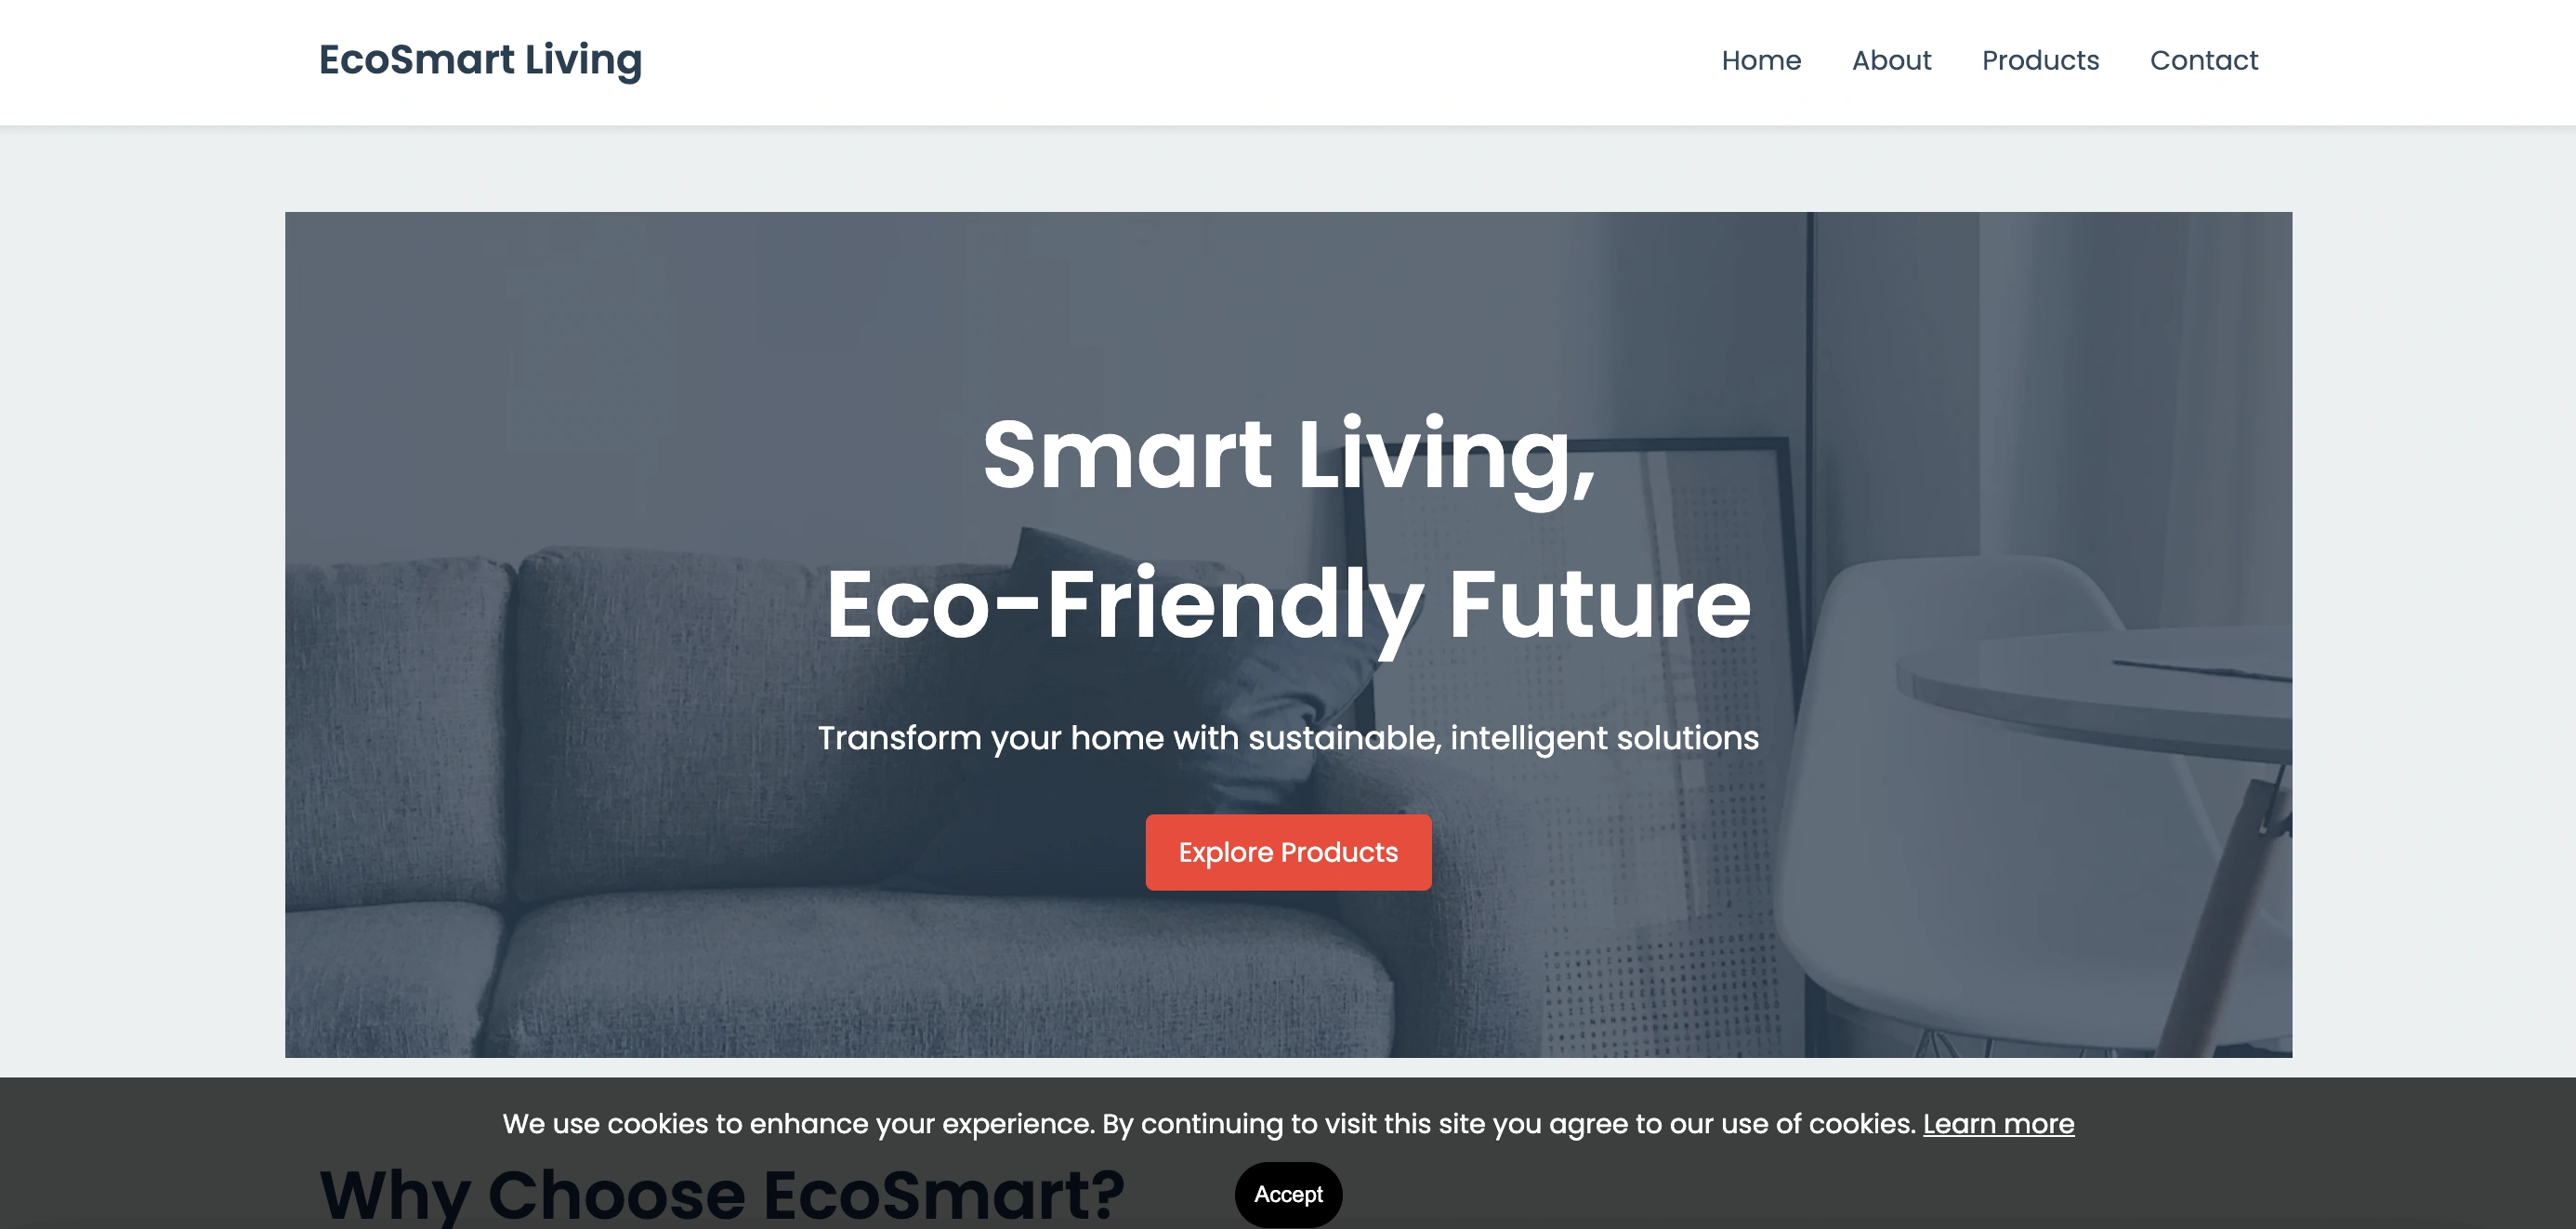 EcoSmart Living
Home About Products Contact
Smart Living,
Eco-Friendly Future
Transform your home with sustainable, intelligent solutions
Explore Products
We use cookies to enhance your experience. By continuing to visit this site you agree to our use of cookies. Learn more
Why Choose EcoSmart?
Accept